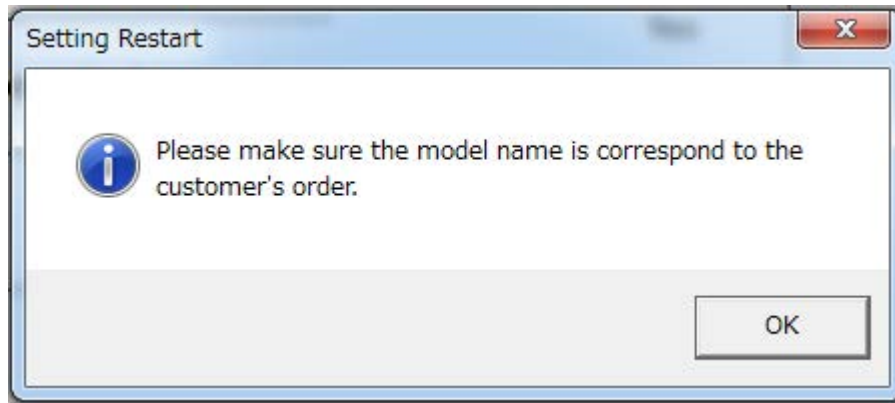 Setting Restart
Please make sure the model name is correspond to the
customer's order.
OK